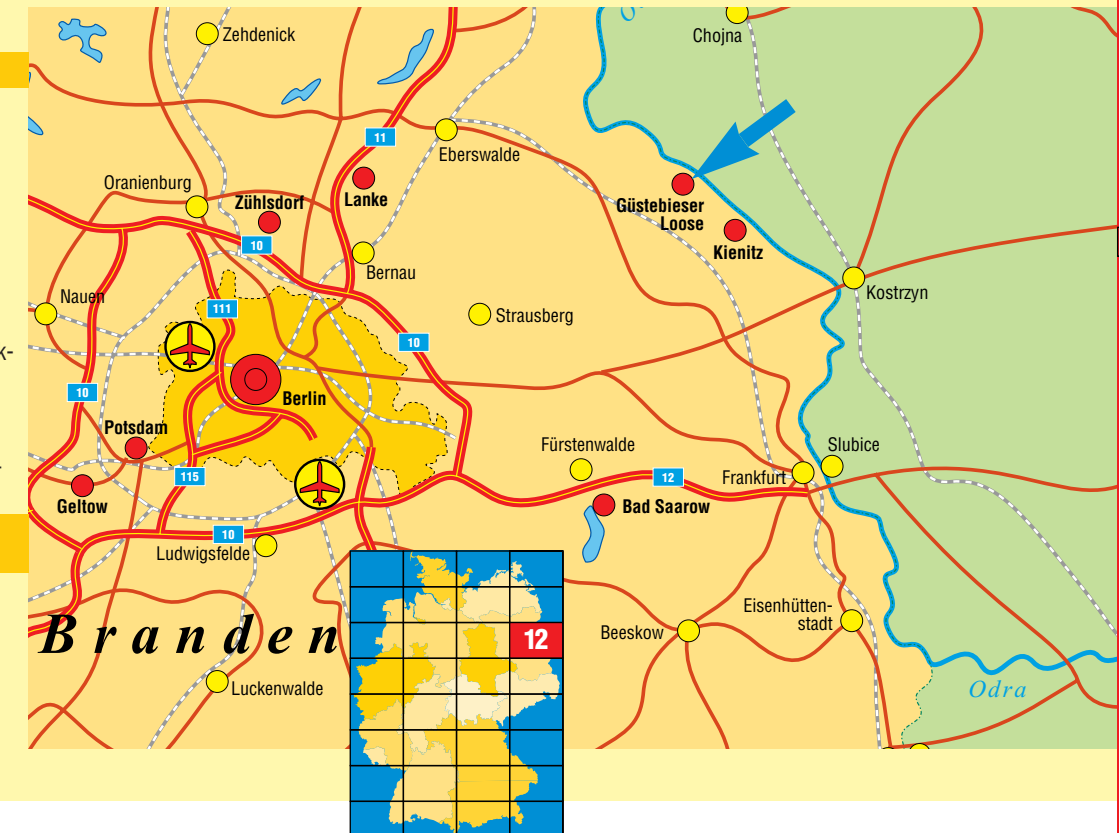 Zehdenick
Chojna
11
Eberswalde
Oranienburg
Zühlsdorf
Lanke
Güstebieser
Loose
Kienitz
10
Bernau
Nauen
Kostrzyn
111
Strausberg
k-
10
10
Berlin
Potsdam
Fürstenwalde
Slubice
115
12
Frankfurt
Geltow
Bad Saarow
10
Ludwigsfelde
Eisenhütten-
stadt
Beeskow
12
Branden
Luckenwalde
Odra